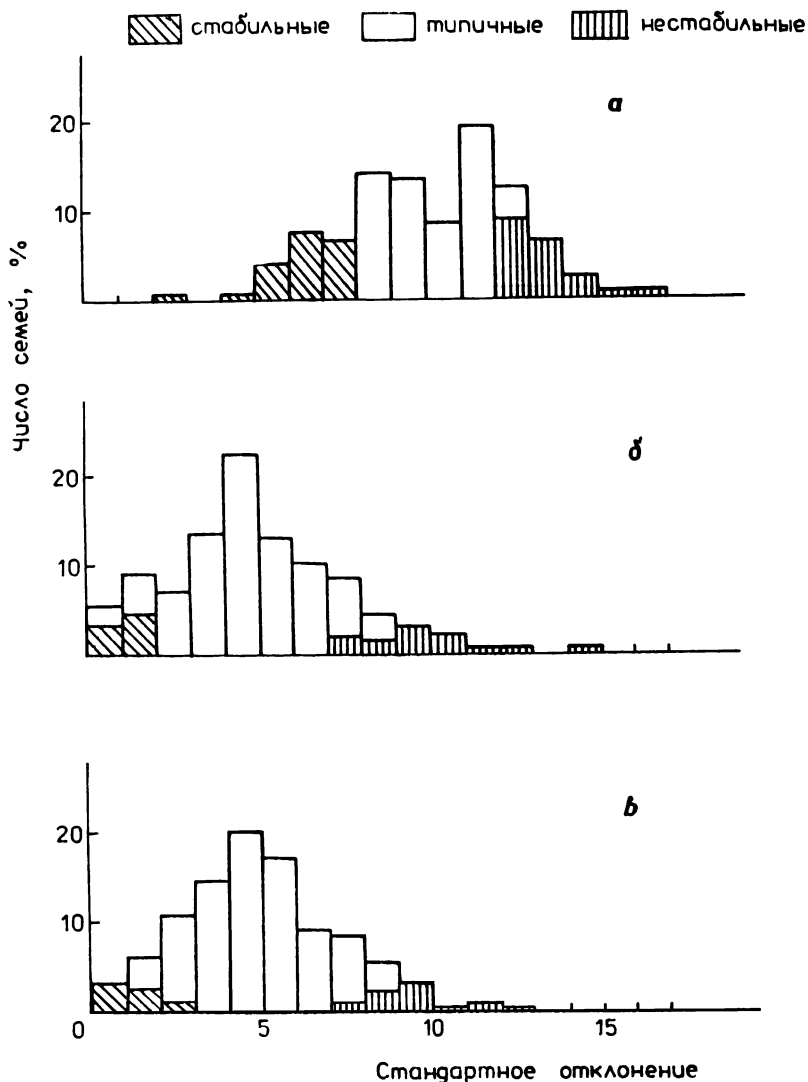 стабильные типичные нестабильные
а
20
10
Число семей, %
б
20
10
в
20
10
0 5 10 15
Стандартное отклонение